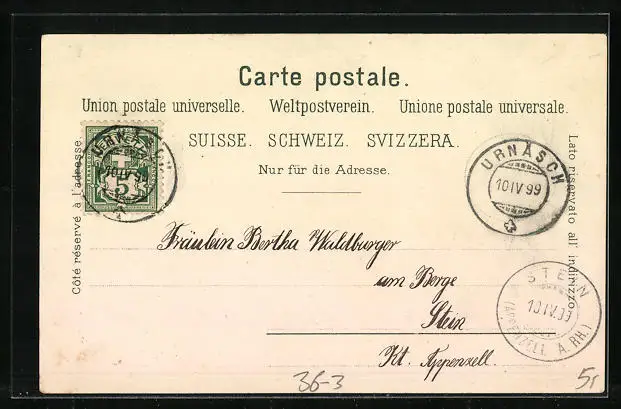 Carte postale.
Union postale universelle. Weltpostverein. Unione postale universale.
SUISSE. SCHWEIZ. SVIZZERA.
Nur für die Adresse.
Côté réservé à l'adresse.
Lato riservato all' indirizzo.
5
URNÄSCH
10 IV 99
STEIN
10.IV.99
(APPENZELL A. RH.)
Fräulein Bertha Waldburger
am Berge
Stein
Kt. Appenzell.
36-3